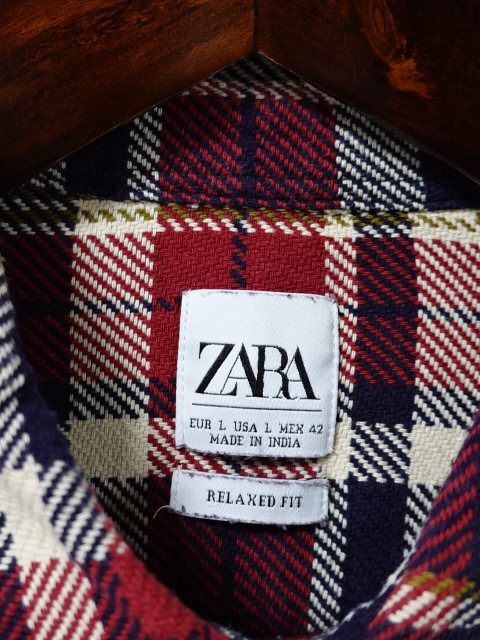 ZARA
EUR L USA L MEX 42
MADE IN INDIA
RELAXED FIT